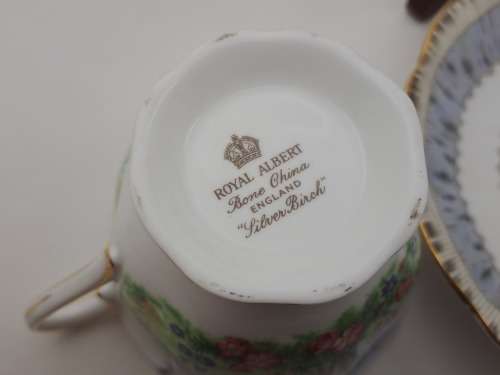 ROYAL ALBERT
Bone China
ENGLAND
"Silver Birch"